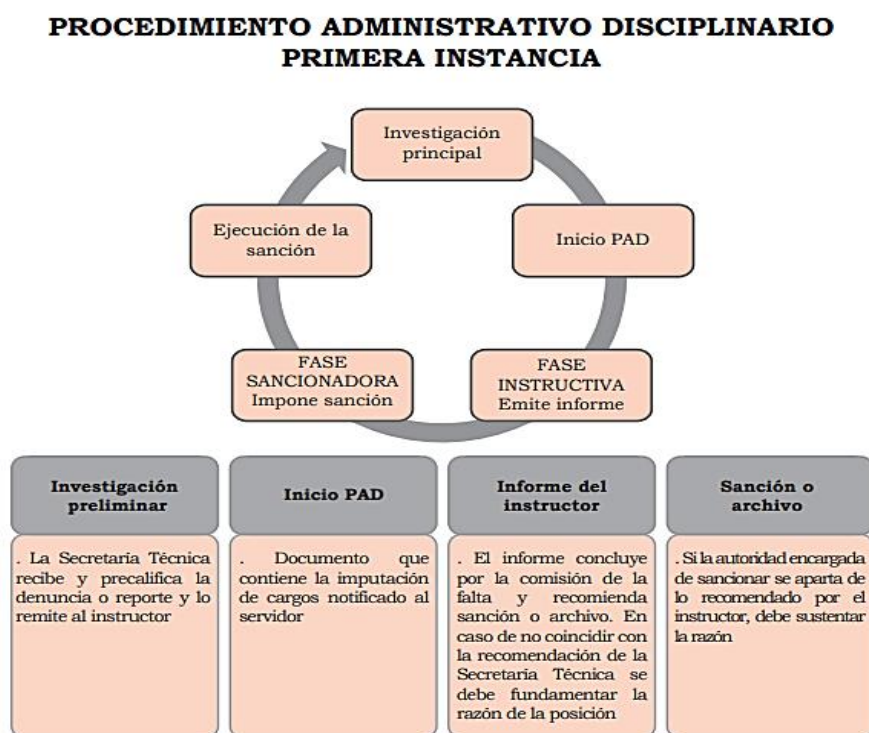 PROCEDIMIENTO ADMINISTRATIVO DISCIPLINARIO
PRIMERA INSTANCIA
Investigación
principal
Inicio PAD
FASE
INSTRUCTIVA
Emite informe
FASE
SANCIONADORA
Impone sanción
Ejecución de la
sanción
Investigación
preliminar
. La Secretaría Técnica
recibe y precalifica la
denuncia o reporte y lo
remite al instructor
Inicio PAD
. Documento que
contiene la imputación
de cargos notificado al
servidor
Informe del
instructor
. El informe concluye
por la comisión de la
falta y recomienda
sanción o archivo. En
caso de no coincidir con
la recomendación de la
Secretaría Técnica se
debe fundamentar la
razón de la posición
Sanción o
archivo
. Si la autoridad encargada
de sancionar se aparta de
lo recomendado por el
instructor, debe sustentar
la razón